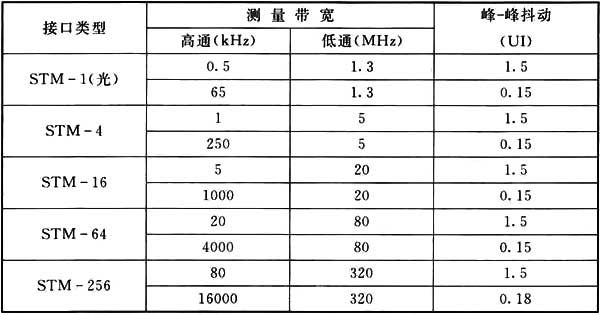 接口类型 测量带宽 峰-峰抖动
高通(kHz) 低通(MHz) (UI)
STM-1(光) 0.5 1.3 1.5
65 1.3 0.15
STM-4 1 5 1.5
250 5 0.15
STM-16 5 20 1.5
1000 20 0.15
STM-64 20 80 1.5
4000 80 0.15
STM-256 80 320 1.5
16000 320 0.18